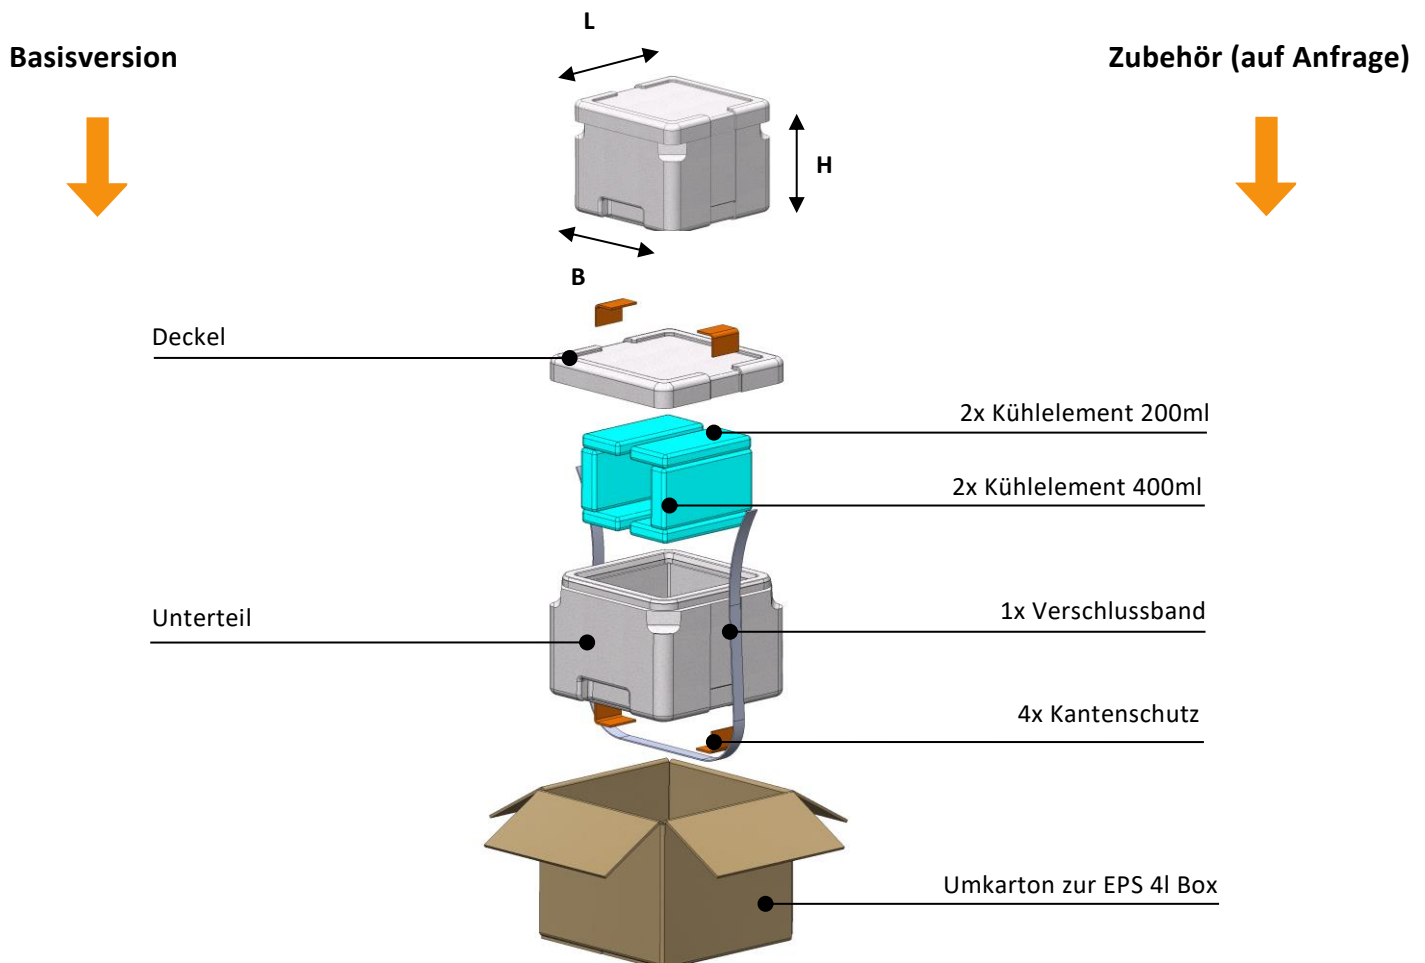 L
Basisversion
Zubehör (auf Anfrage)
H
B
Deckel
2x Kühlelement 200ml
2x Kühlelement 400ml
Unterteil
1x Verschlussband
4x Kantenschutz
Umkarton zur EPS 4l Box